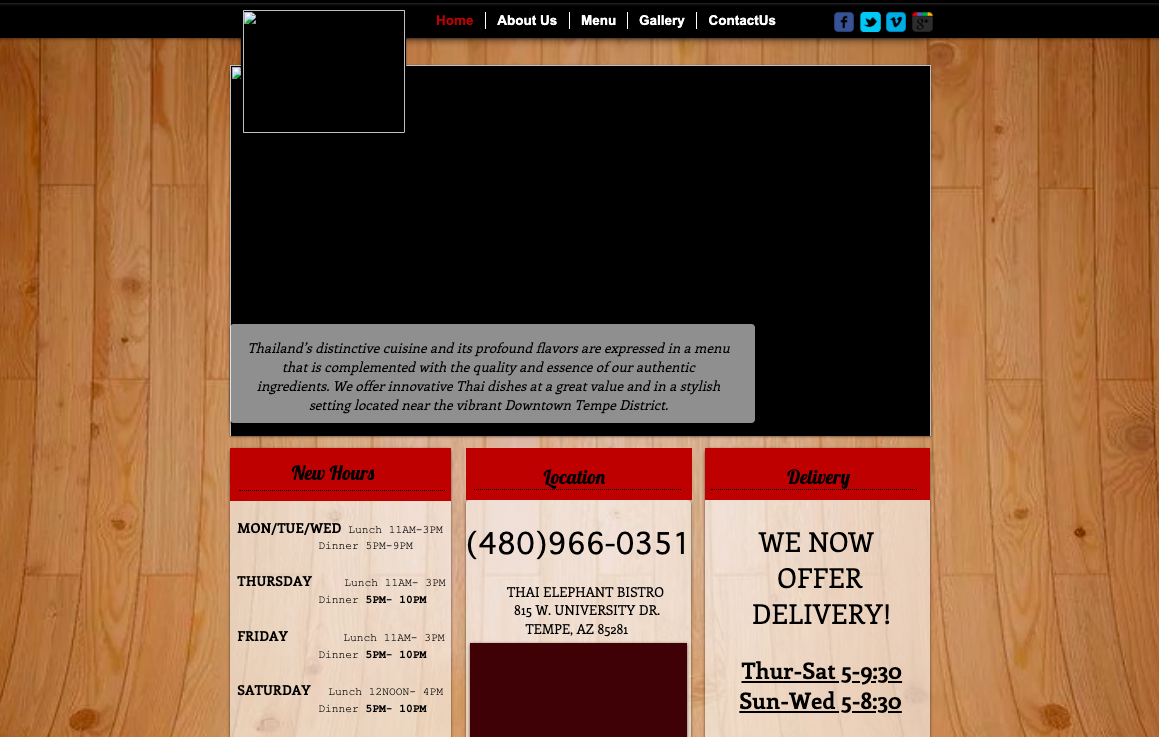 Home About Us Menu Gallery ContactUs
Thailand's distinctive cuisine and its profound flavors are expressed in a menu
that is complemented with the quality and essence of our authentic
ingredients. We offer innovative Thai dishes at a great value and in a stylish
setting located near the vibrant Downtown Tempe District.
New Hours
MON/TUE/WED Lunch 11AM-3PM
Dinner 5PM-9PM
THURSDAY Lunch 11AM- 3PM
Dinner 5PM- 10PM
FRIDAY Lunch 11AM- 3PM
Dinner 5PM- 10PM
SATURDAY Lunch 12NOON- 4PM
Dinner 5PM- 10PM
Location
(480)966-0351
THAI ELEPHANT BISTRO
815 W. UNIVERSITY DR.
TEMPE, AZ 85281
Delivery
WE NOW
OFFER
DELIVERY!
Thur-Sat 5-9:30
Sun-Wed 5-8:30